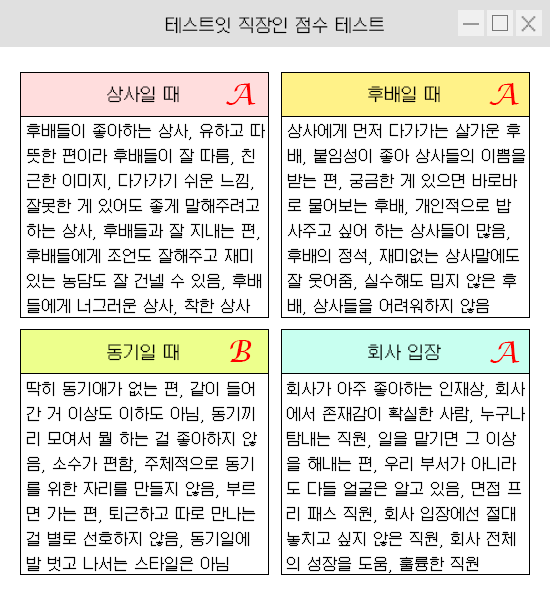 테스트잇 직장인 점수 테스트
상사일 때 A
후배들이 좋아하는 상사, 유하고 따
뜻한 편이라 후배들이 잘 따름, 친
근한 이미지, 다가가기 쉬운 느낌,
잘못한 게 있어도 좋게 말해주려고
하는 상사, 후배들과 잘 지내는 편,
후배들에게 조언도 잘해주고 재미
있는 농담도 잘 건넬 수 있음, 후배
들에게 너그러운 상사, 착한 상사
후배일 때 A
상사에게 먼저 다가가는 살가운 후
배, 붙임성이 좋아 상사들의 이쁨을
받는 편, 궁금한 게 있으면 바로바
로 물어보는 후배, 개인적으로 밥
사주고 싶어 하는 상사들이 많음,
후배의 정석, 재미없는 상사말에도
잘 웃어줌, 실수해도 밉지 않은 후
배, 상사들을 어려워하지 않음
동기일 때 B
딱히 동기애가 없는 편, 같이 들어
간 거 이상도 이하도 아님, 동기끼
리 모여서 뭘 하는 걸 좋아하지 않
음, 소수가 편함, 주체적으로 동기
를 위한 자리를 만들지 않음, 부르
면 가는 편, 퇴근하고 따로 만나는
걸 별로 선호하지 않음, 동기일에
발 벗고 나서는 스타일은 아님
회사 입장 A
회사가 아주 좋아하는 인재상, 회사
에서 존재감이 확실한 사람, 누구나
탐내는 직원, 일을 맡기면 그 이상
을 해내는 편, 우리 부서가 아니라
도 다들 얼굴은 알고 있음, 면접 프
리 패스 직원, 회사 입장에선 절대
놓치고 싶지 않은 직원, 회사 전체
의 성장을 도움, 훌륭한 직원